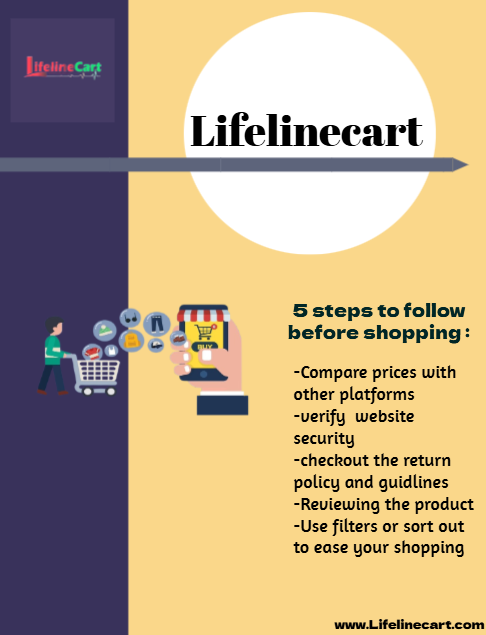 LifelineCart
Lifelinecart
5 steps to follow
before shopping:
-Compare prices with
other platforms
-verify website
security
-checkout the return
policy and guidlines
-Reviewing the product
-Use filters or sort out
to ease your shopping
BUY
www.Lifelinecart.com